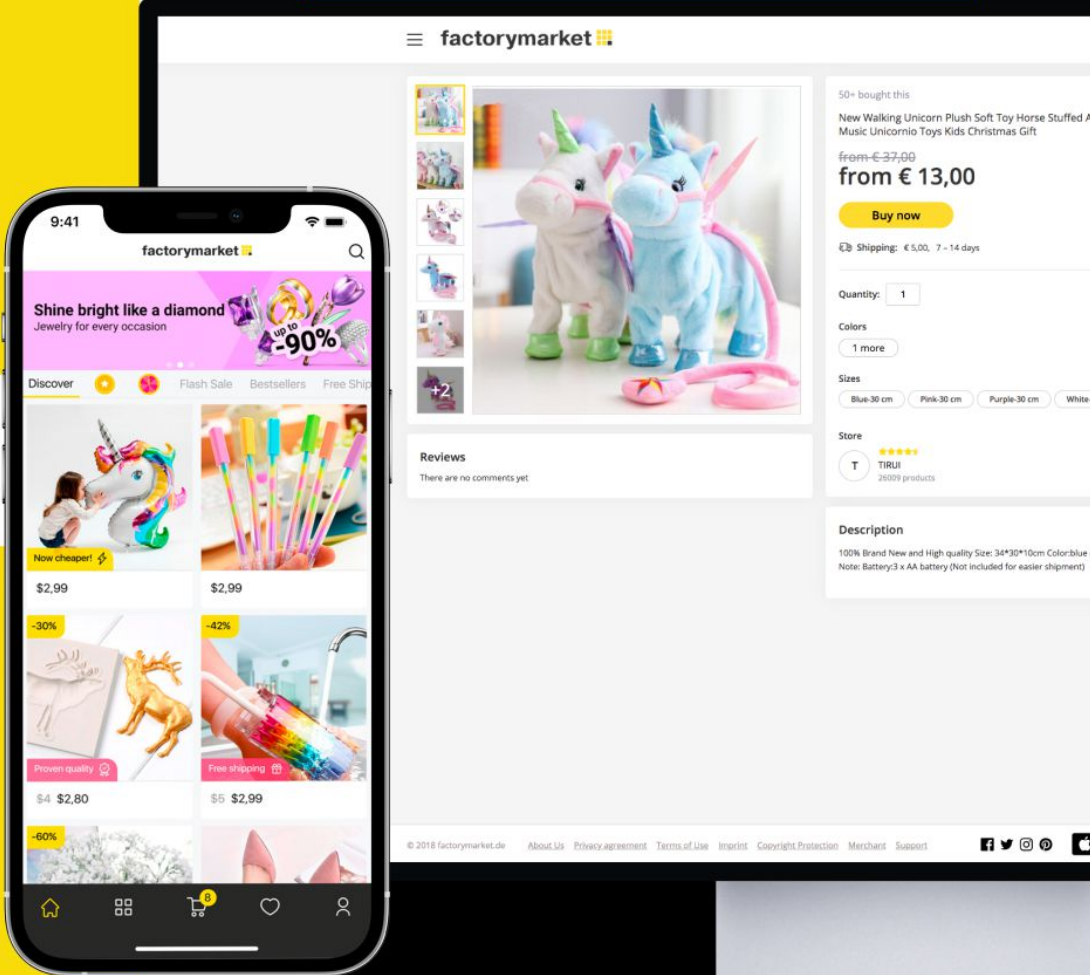 factorymarket
50+ bought this
New Walking Unicorn Plush Soft Toy Horse Stuffed
Music Unicornio Toys Kids Christmas Gift
from € 37,00
from € 13,00
Buy now
Shipping: € 5,00, 7 – 14 days
Quantity: 1
Colors
1 more
Sizes
Blue-30 cm Pink-30 cm Purple-30 cm White
Store
T TIRUI
26009 products
+2
Reviews
There are no comments yet
Description
100% Brand New and High quality Size: 34*30*10cm Color:blue
Note: Battery:3 x AA battery (Not included for easier shipment)
© 2018 factorymarket.de About Us Privacy agreement Terms of Use Imprint Copyright Protection Merchant Support
9:41
factorymarket
Shine bright like a diamond
Jewelry for every occasion
up to
-90%
Discover Flash Sale Bestsellers Free Ship
Now cheaper!
$2,99 $2,99
-30% -42%
Proven quality Free shipping
$4 $2,80 $5 $2,99
-60%
8